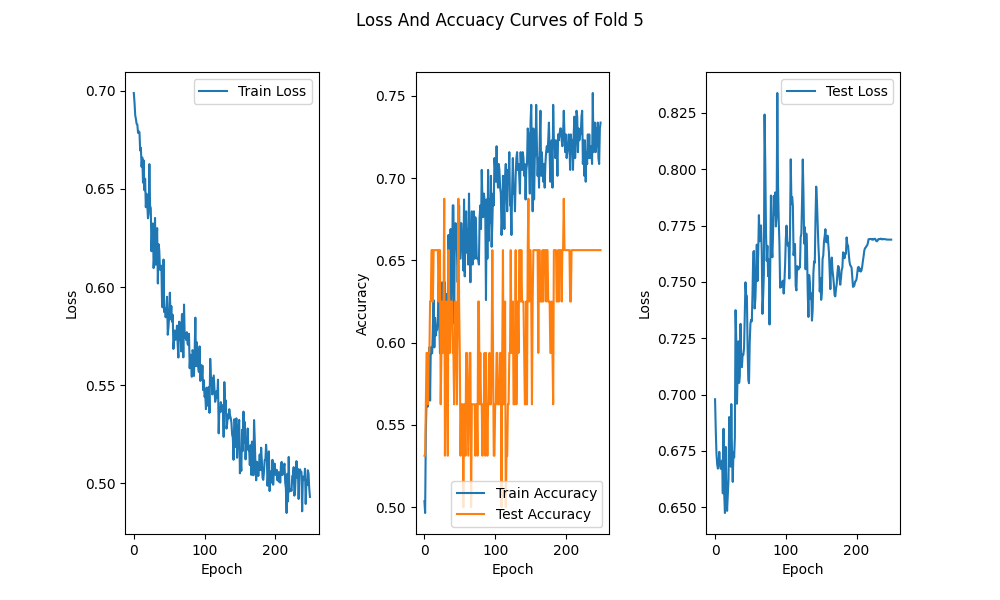 Loss And Accuacy Curves of Fold 5
Train Loss
0.70
0.65
0.60
0.55
0.50
Loss
0
100
200
Epoch
0.75
0.70
0.65
0.60
0.55
0.50
Accuracy
Train Accuracy
Test Accuracy
0
100
200
Epoch
Test Loss
0.825
0.800
0.775
0.750
0.725
0.700
0.675
0.650
Loss
0
100
200
Epoch